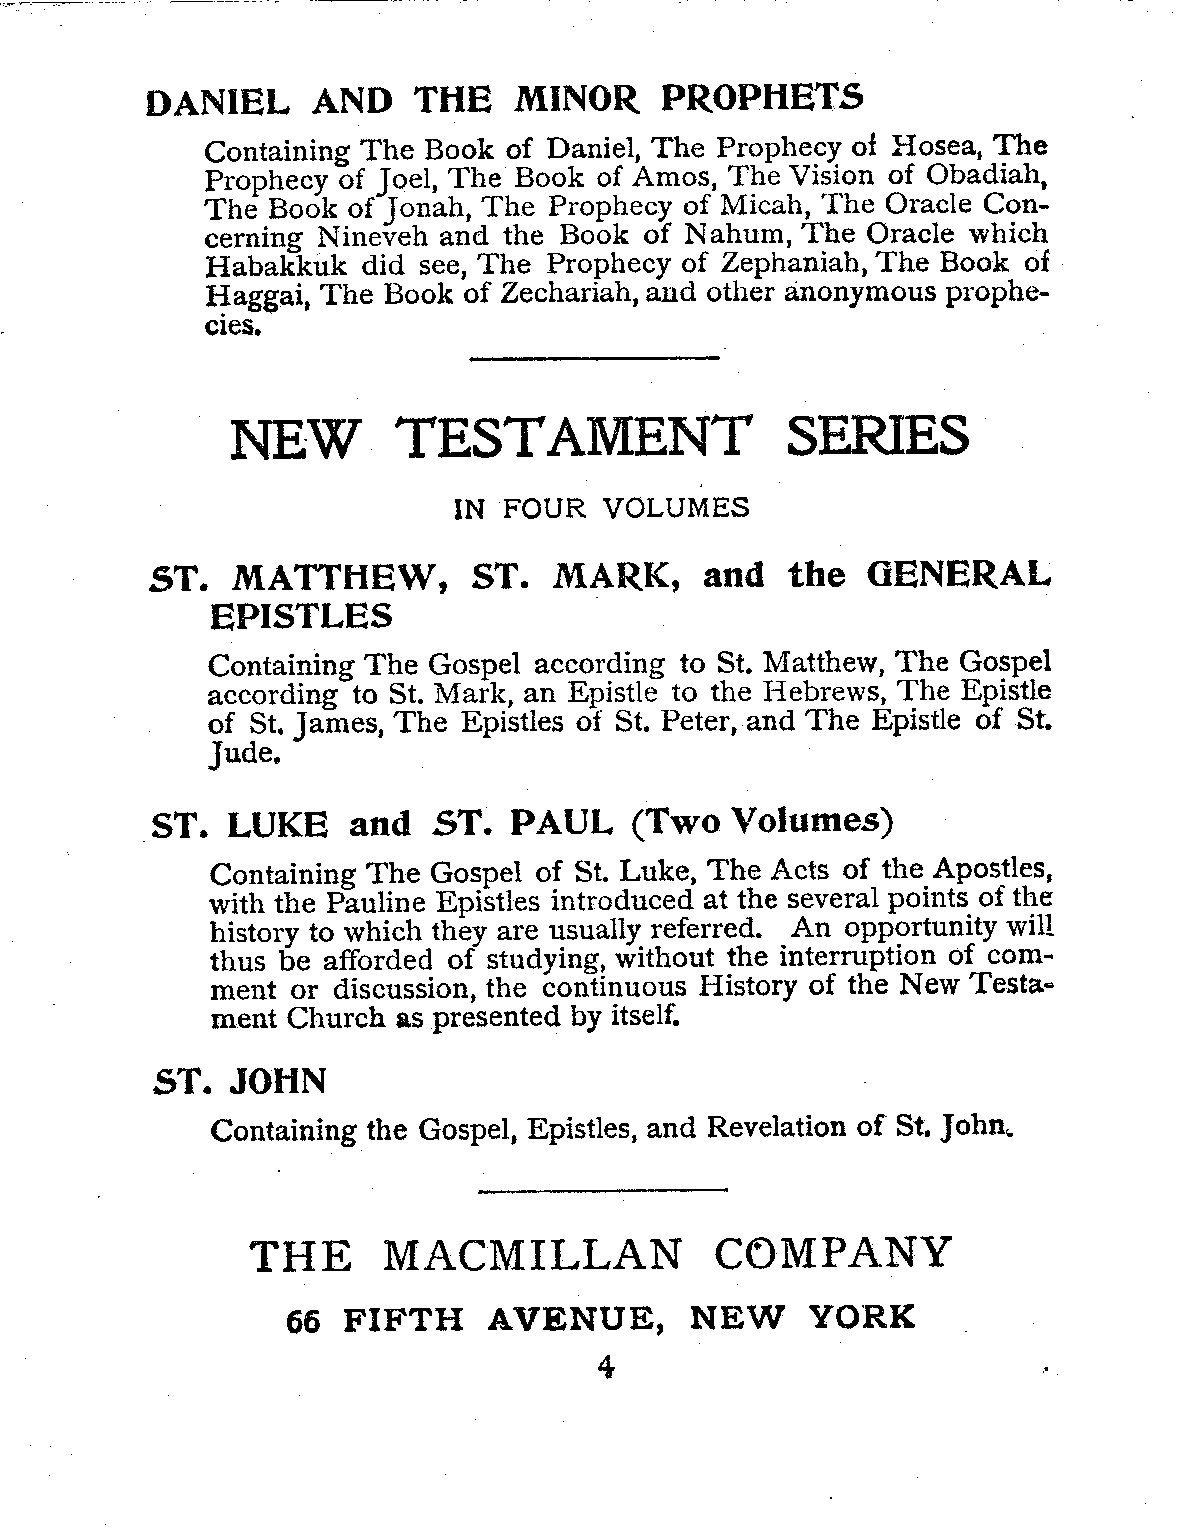 DANIEL AND THE MINOR PROPHETS
Containing The Book of Daniel, The Prophecy of Hosea, The
Prophecy of Joel, The Book of Amos, The Vision of Obadiah,
The Book of Jonah, The Prophecy of Micah, The Oracle Con-
cerning Nineveh and the Book of Nahum, The Oracle which
Habakkuk did see, The Prophecy of Zephaniah, The Book of
Haggai, The Book of Zechariah, and other anonymous prophe-
cies.
NEW TESTAMENT SERIES
IN FOUR VOLUMES
ST. MATTHEW, ST. MARK, and the GENERAL
EPISTLES
Containing The Gospel according to St. Matthew, The Gospel
according to St. Mark, an Epistle to the Hebrews, The Epistle
of St. James, The Epistles of St. Peter, and The Epistle of St.
Jude.
ST. LUKE and ST. PAUL (Two Volumes)
Containing The Gospel of St. Luke, The Acts of the Apostles,
with the Pauline Epistles introduced at the several points of the
history to which they are usually referred. An opportunity will
thus be afforded of studying, without the interruption of com-
ment or discussion, the continuous History of the New Testa-
ment Church as presented by itself.
ST. JOHN
Containing the Gospel, Epistles, and Revelation of St. John.
THE MACMILLAN COMPANY
66 FIFTH AVENUE, NEW YORK
4